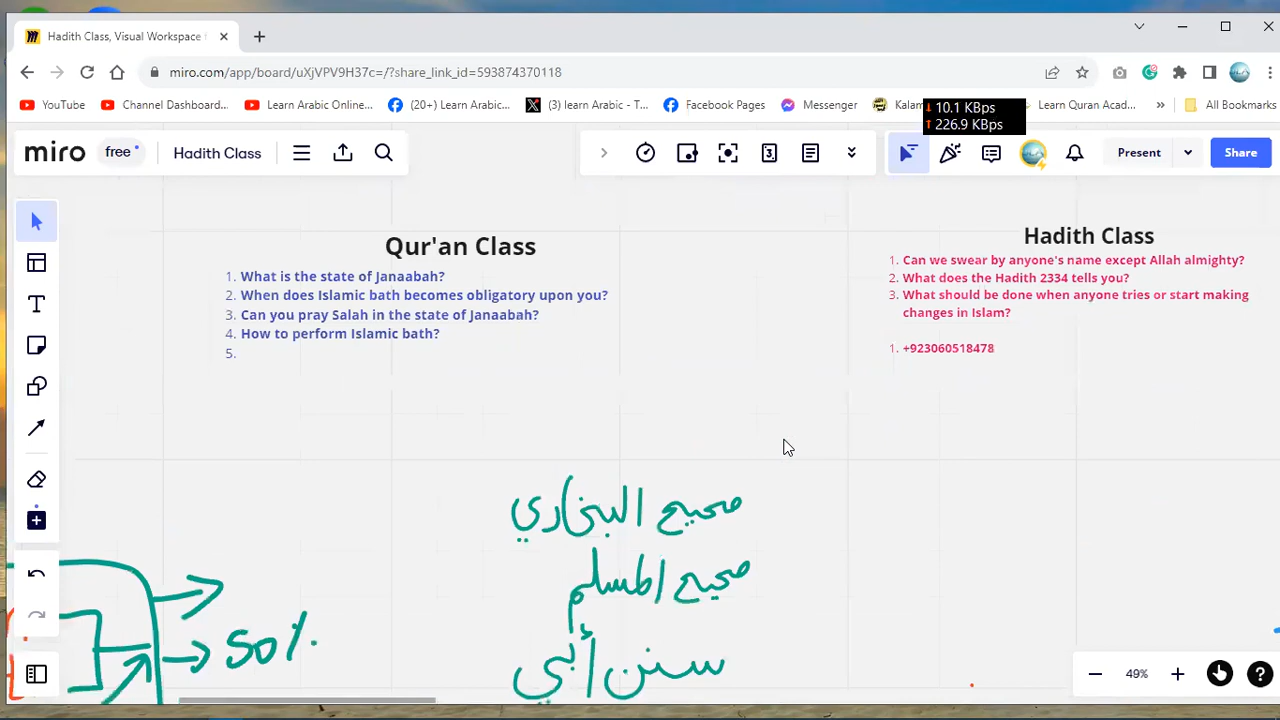 Hadith Class, Visual Workspace f
miro.com/app/board/uXjVPV9H37c=/?share_link_id=593874370118
YouTube
Channel Dashboard...
Learn Arabic Online...
(20+) Learn Arabic...
(3) learn Arabic - T...
Facebook Pages
Messenger
Kalam
Learn Quran Acad...
»
All Bookmarks
↓ 10.1 KBps
↑ 226.9 KBps
miro free Hadith Class
3
Present
Share
Qur'an Class
1. What is the state of Janaabah?
2. When does Islamic bath becomes obligatory upon you?
3. Can you pray Salah in the state of Janaabah?
4. How to perform Islamic bath?
5.
Hadith Class
1. Can we swear by anyone's name except Allah almighty?
2. What does the Hadith 2334 tells you?
3. What should be done when anyone tries or start making
changes in Islam?
1. +923060518478
صحيح البخاري
صحيح المسلم
سنن أبي
50%
49%